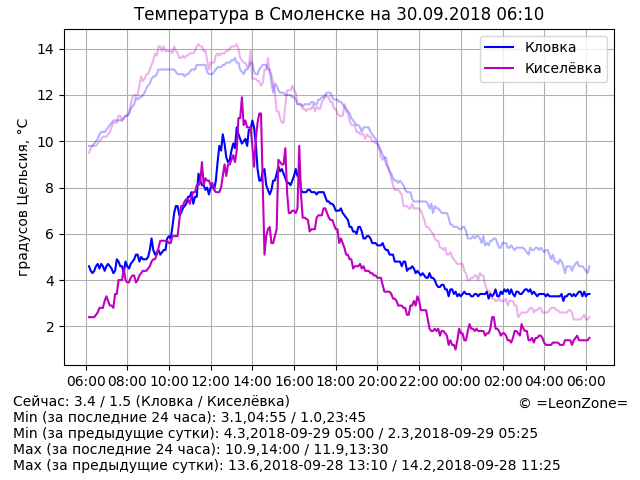 Температура в Смоленске на 30.09.2018 06:10
Кловка
Киселёвка
градусов Цельсия, °C
14
12
10
8
6
4
2
06:00 08:00 10:00 12:00 14:00 16:00 18:00 20:00 22:00 00:00 02:00 04:00 06:00
Сейчас: 3.4 / 1.5 (Кловка / Киселёвка)
© =LeonZone=
Min (за последние 24 часа): 3.1,04:55 / 1.0,23:45
Min (за предыдущие сутки): 4.3,2018-09-29 05:00 / 2.3,2018-09-29 05:25
Max (за последние 24 часа): 10.9,14:00 / 11.9,13:30
Max (за предыдущие сутки): 13.6,2018-09-28 13:10 / 14.2,2018-09-28 11:25